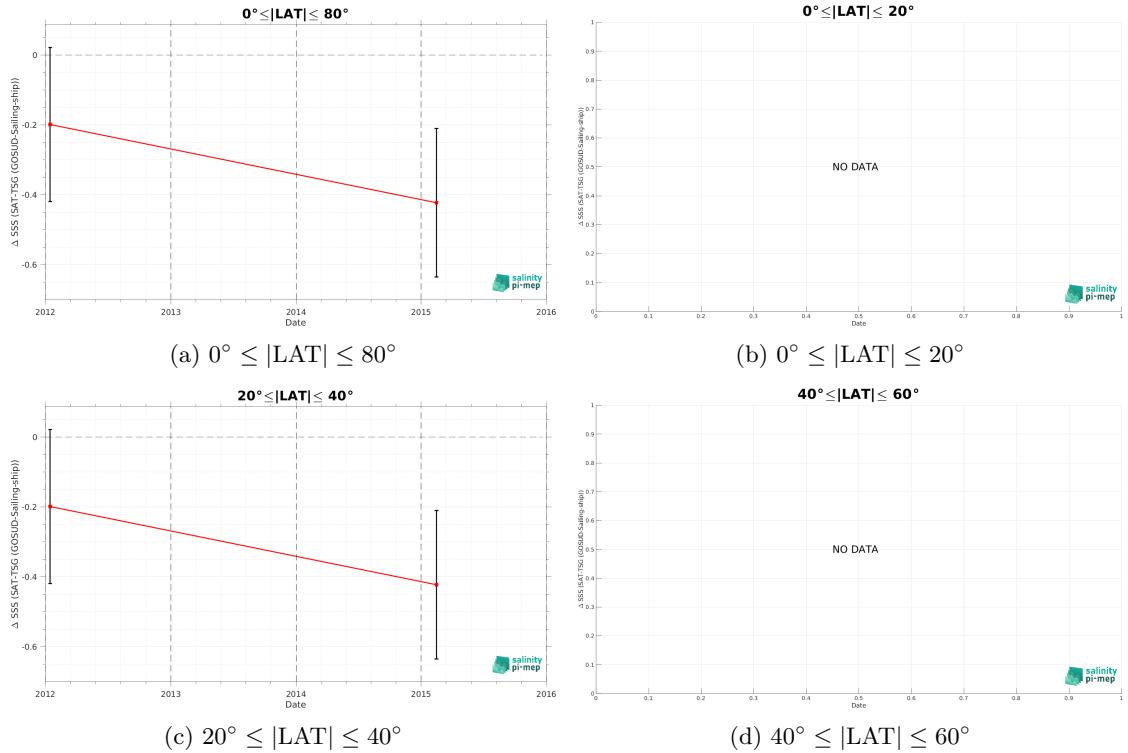 0°≤|LAT|≤ 80°
Δ SSS (SAT-TSG (GOSUD-Sailing-ship))
0
-0.2
-0.4
-0.6
2012 2013 2014 2015 2016
Date
salinity
pi-mep
(a) 0° ≤ |LAT| ≤ 80°
0°≤|LAT|≤ 20°
Δ SSS (SAT-TSG (GOSUD-Sailing-ship))
1
0.9
0.8
0.7
0.6
0.5
0.4
0.3
0.2
0.1
0
NO DATA
0 0.1 0.2 0.3 0.4 0.5 0.6 0.7 0.8 0.9 1
Date
salinity
pi-mep
(b) 0° ≤ |LAT| ≤ 20°
20°≤|LAT|≤ 40°
Δ SSS (SAT-TSG (GOSUD-Sailing-ship))
0
-0.2
-0.4
-0.6
2012 2013 2014 2015 2016
Date
salinity
pi-mep
(c) 20° ≤ |LAT| ≤ 40°
40°≤|LAT|≤ 60°
Δ SSS (SAT-TSG (GOSUD-Sailing-ship))
1
0.9
0.8
0.7
0.6
0.5
0.4
0.3
0.2
0.1
0
NO DATA
0 0.1 0.2 0.3 0.4 0.5 0.6 0.7 0.8 0.9 1
Date
salinity
pi-mep
(d) 40° ≤ |LAT| ≤ 60°